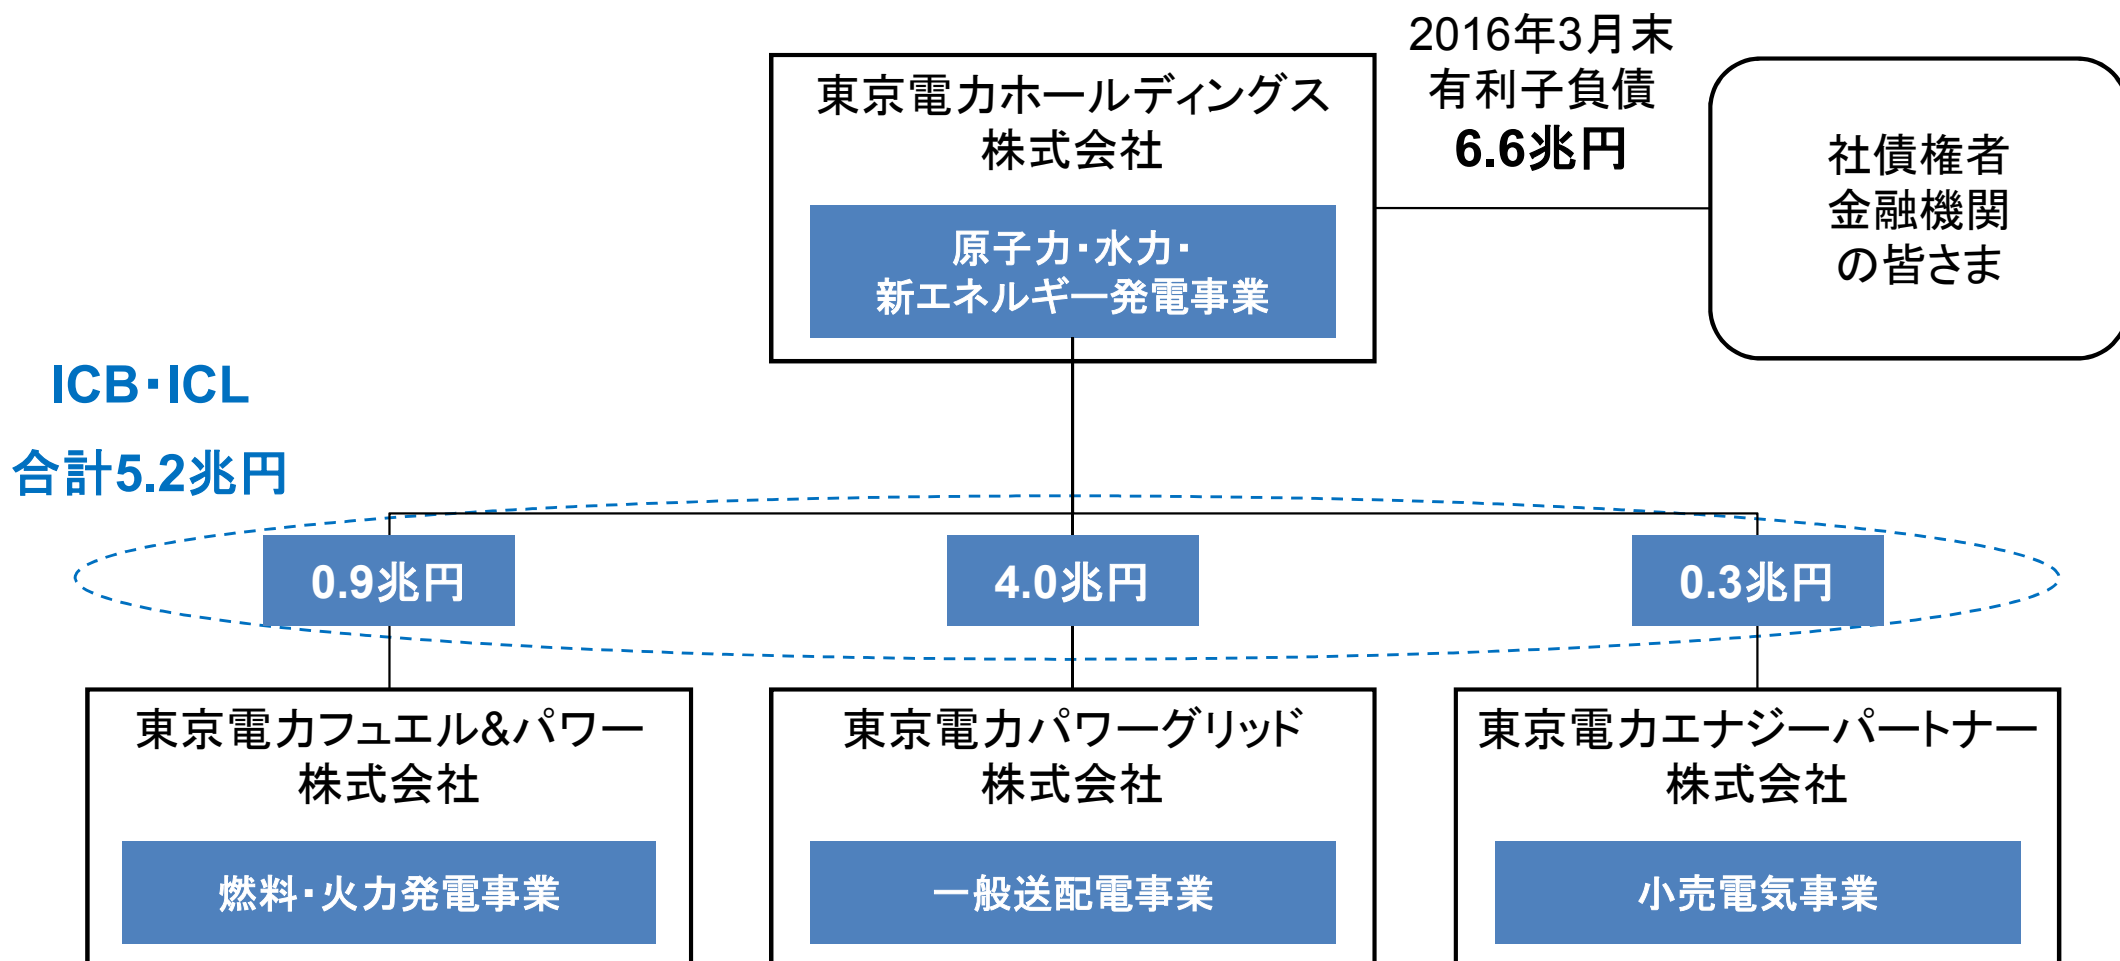 2016年3月末
有利子負債
6.6兆円
東京電力ホールディングス
株式会社
原子力・水力・
新エネルギー発電事業
社債権者
金融機関
の皆さま
ICB・ICL
合計5.2兆円
0.9兆円
4.0兆円
0.3兆円
東京電力フュエル&パワー
株式会社
燃料・火力発電事業
東京電力パワーグリッド
株式会社
一般送配電事業
東京電力エナジーパートナー
株式会社
小売電気事業